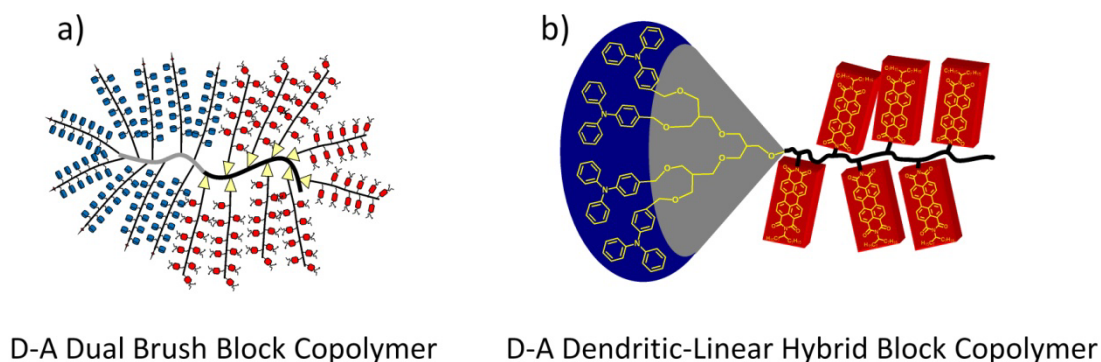 a)
b)
D-A Dual Brush Block Copolymer
D-A Dendritic-Linear Hybrid Block Copolymer